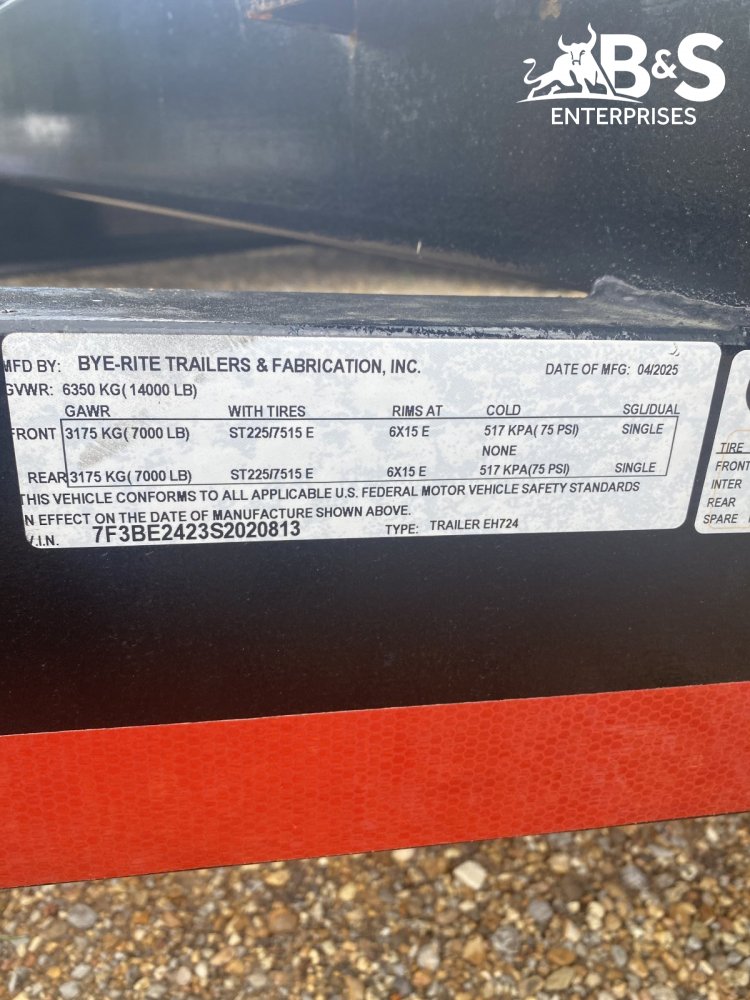 B&S
ENTERPRISES
MFD BY: BYE-RITE TRAILERS & FABRICATION, INC. DATE OF MFG: 04/2025
GVWR: 6350 KG( 14000 LB)
GAWR WITH TIRES RIMS AT COLD SGL/DUAL
FRONT 3175 KG( 7000 LB) ST225/7515 E 6X15 E 517 KPA( 75 PSI) SINGLE
NONE
REAR 3175 KG( 7000 LB) ST225/7515 E 6X15 E 517 KPA(75 PSI) SINGLE
THIS VEHICLE CONFORMS TO ALL APPLICABLE U.S. FEDERAL MOTOR VEHICLE SAFETY STANDARDS
IN EFFECT ON THE DATE OF MANUFACTURE SHOWN ABOVE.
V.I.N. 7F3BE2423S2020813 TYPE: TRAILER EH724
TIRE
FRONT
INTER
REAR
SPARE